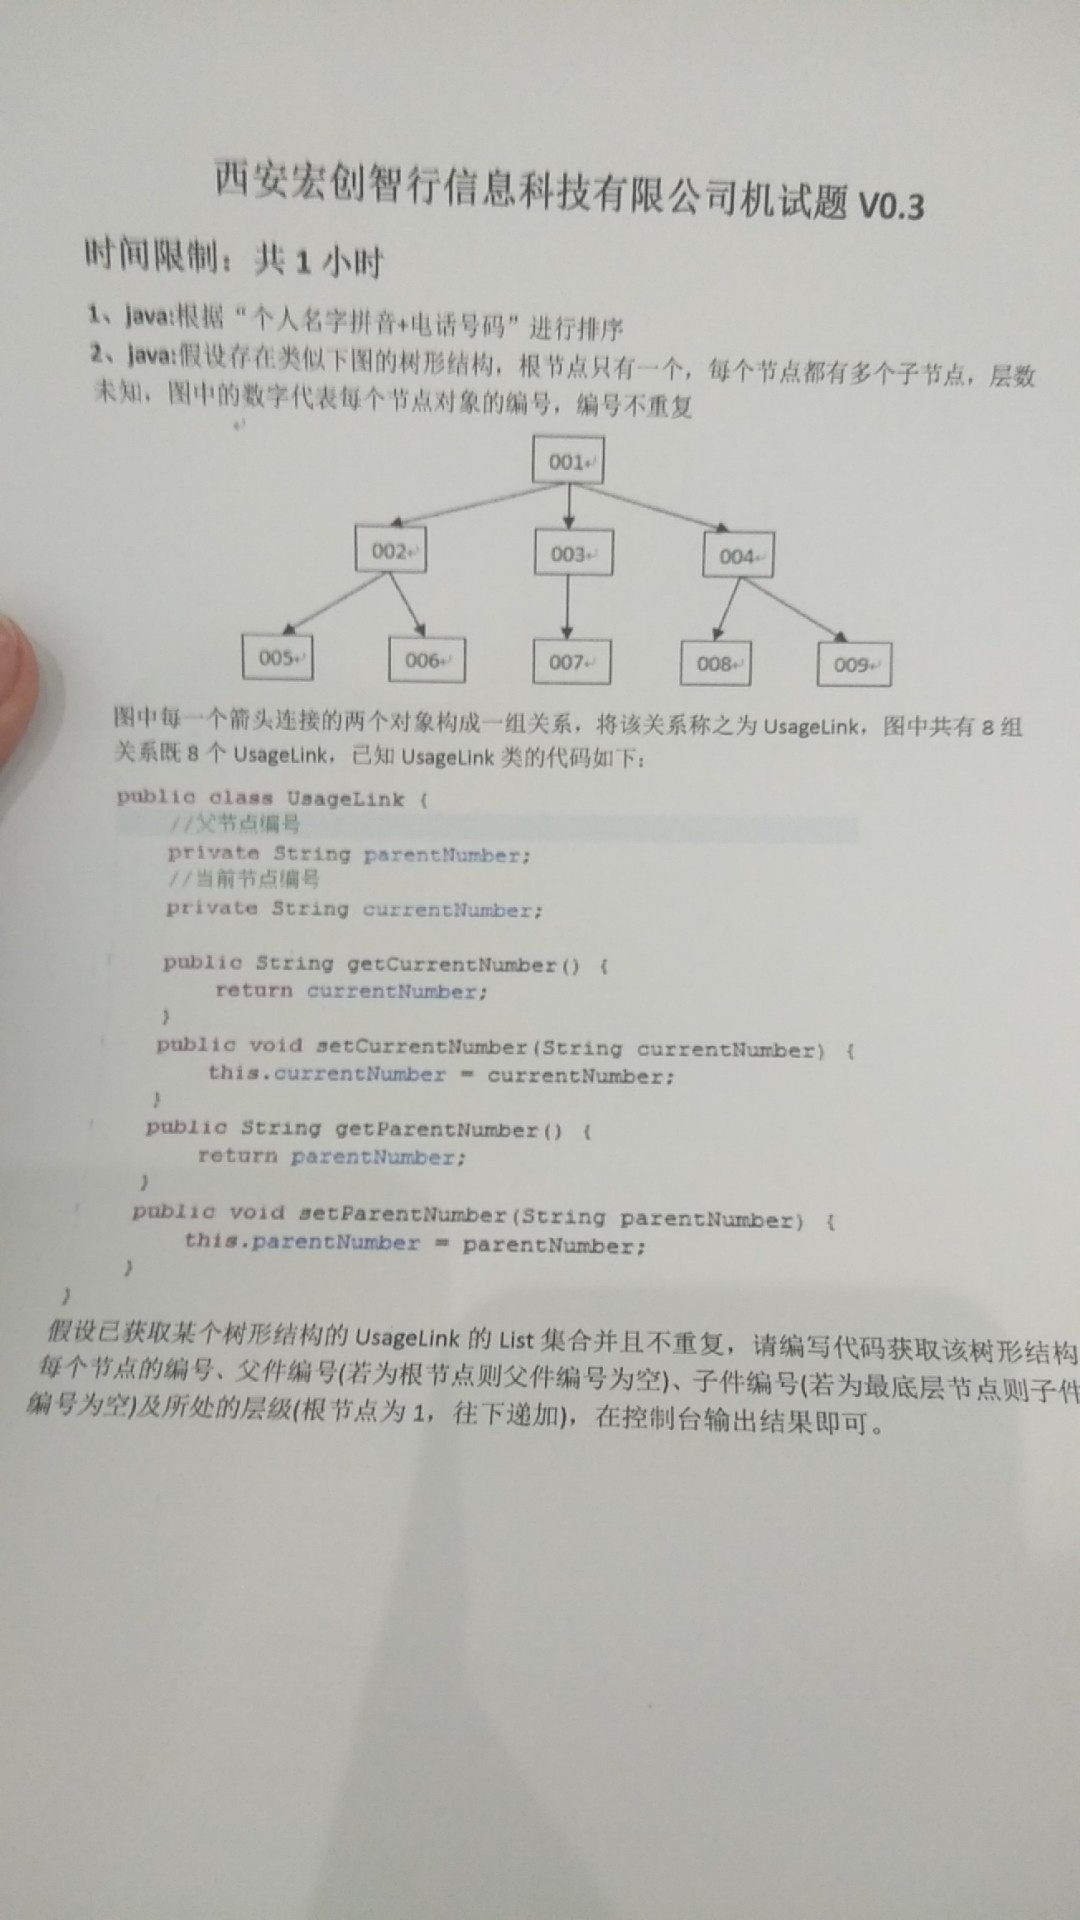 西安宏创智行信息科技有限公司机试题 V0.3
时间限制：共 1 小时
1、java:根据“个人名字拼音+电话号码”进行排序
2、java:假设存在类似下图的树形结构，根节点只有一个，每个节点都有多个子节点，层数
未知，图中的数字代表每个节点对象的编号，编号不重复
001
002
003
004
005
006
007
008
009
图中每一个箭头连接的两个对象构成一组关系，将该关系称之为 UsageLink，图中共有 8 组
关系既 8 个 UsageLink，已知 UsageLink 类的代码如下：
public class UsageLink {
//父节点编号
private String parentNumber;
//当前节点编号
private String currentNumber;
public String getCurrentNumber() {
return currentNumber;
}
public void setCurrentNumber(String currentNumber) {
this.currentNumber = currentNumber;
}
public String getParentNumber() {
return parentNumber;
}
public void setParentNumber(String parentNumber) {
this.parentNumber = parentNumber;
}
}
假设已获取某个树形结构的 UsageLink 的 List 集合并且不重复，请编写代码获取该树形结构
每个节点的编号、父件编号(若为根节点则父件编号为空)、子件编号(若为最底层节点则子件
编号为空)及所处的层级(根节点为 1，往下递加)，在控制台输出结果即可。